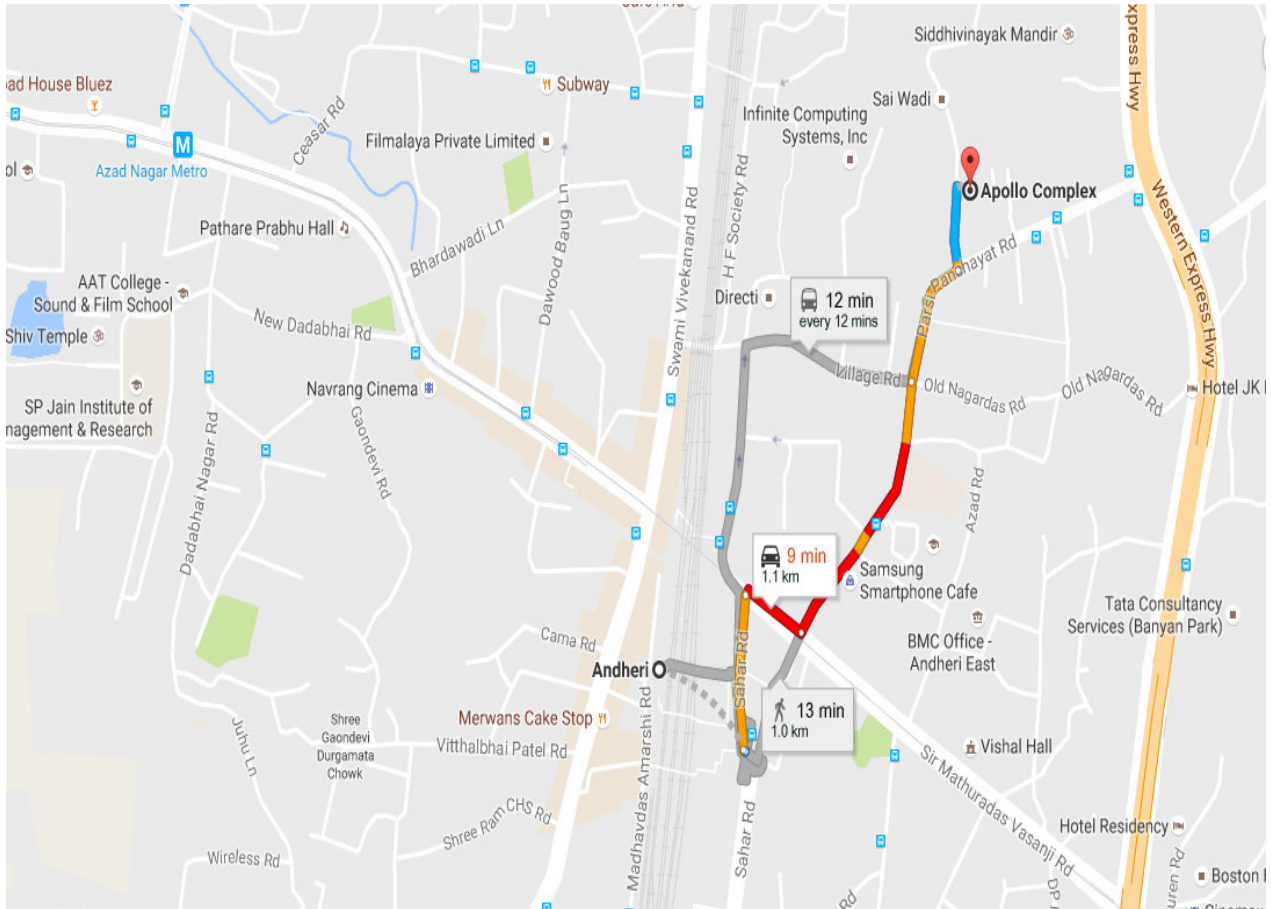 Siddhivinayak Mandir
Express Hwy
Subway
Sai Wadi
Infinite Computing
Systems, Inc
Ceasar Rd
Filmalaya Private Limited
M
Azad Nagar Metro
H F Society Rd
Apollo Complex
Western Express Hwy
Swami Vivekanand Rd
Dawood Baug Ln
Pathare Prabhu Hall
Bhardawadi Ln
Parsi Panchayat Rd
AAT College -
Sound & Film School
Directi
12 min
every 12 mins
New Dadabhai Rd
Shiv Temple
Village Rd
Old Nagardas Rd
Old Nagardas Rd
Navrang Cinema
Hotel JK
SP Jain Institute of
& Research
Gaondevi Rd
Dadabhai Nagar Rd
Azad Rd
9 min
1.1 km
Samsung
Smartphone Cafe
Tata Consultancy
Services (Banyan Park)
BMC Office -
Andheri East
Cama Rd
Andheri
Sahar Rd
13 min
1.0 km
Merwans Cake Stop
Juhu Ln
Shree
Gaondevi
Durgamata
Chowk
Vitthalbhai Patel Rd
Madhavdas Amarshi Rd
Vishal Hall
Sir Mathuradas Vasanji Rd
Shree Ram CHS Rd
Sahar Rd
Hotel Residency
Wireless Rd
Boston
Rd